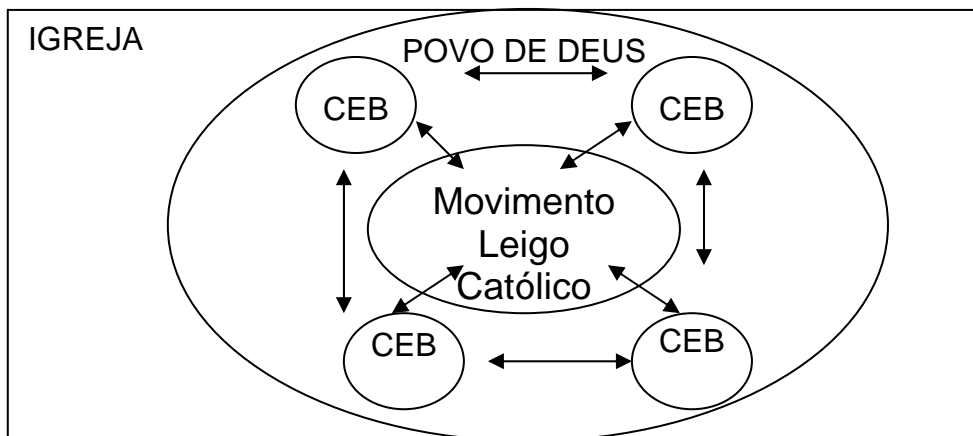 IGREJA
POVO DE DEUS
CEB
CEB
Movimento
Leigo
Católico
CEB
CEB